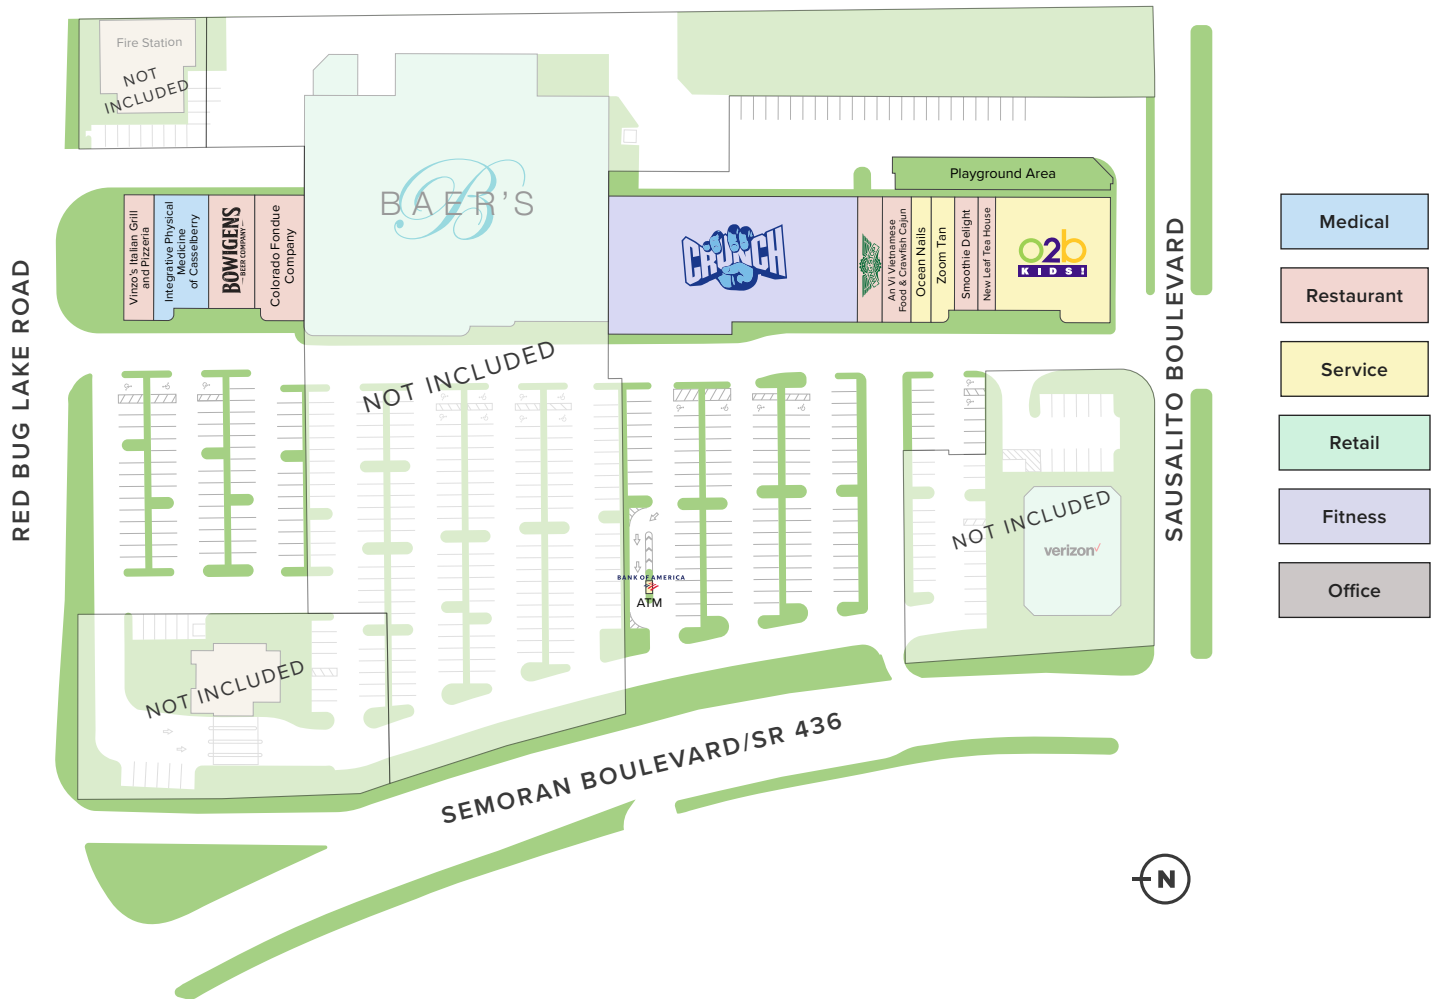 Fire Station
NOT
INCLUDED
BAER'S
B
Playground Area
Vinzo's Italian Grill
and Pizzeria
Integrative Physical
Medicine
of Casselberry
BOWIGENS
BEER COMPANY
Colorado Fondue
Company
CRUNCH
An Vi Vietnamese
Food & Crawfish Cajun
Ocean Nails
Zoom Tan
Smoothie Delight
New Leaf Tea House
o2b
KIDS!
Medical
Restaurant
Service
Retail
Fitness
Office
RED BUG LAKE ROAD
SAUSALITO BOULEVARD
NOT INCLUDED
NOT INCLUDED
verizon
BANK OF AMERICA
ATM
NOT INCLUDED
SEMORAN BOULEVARD/SR 436
N